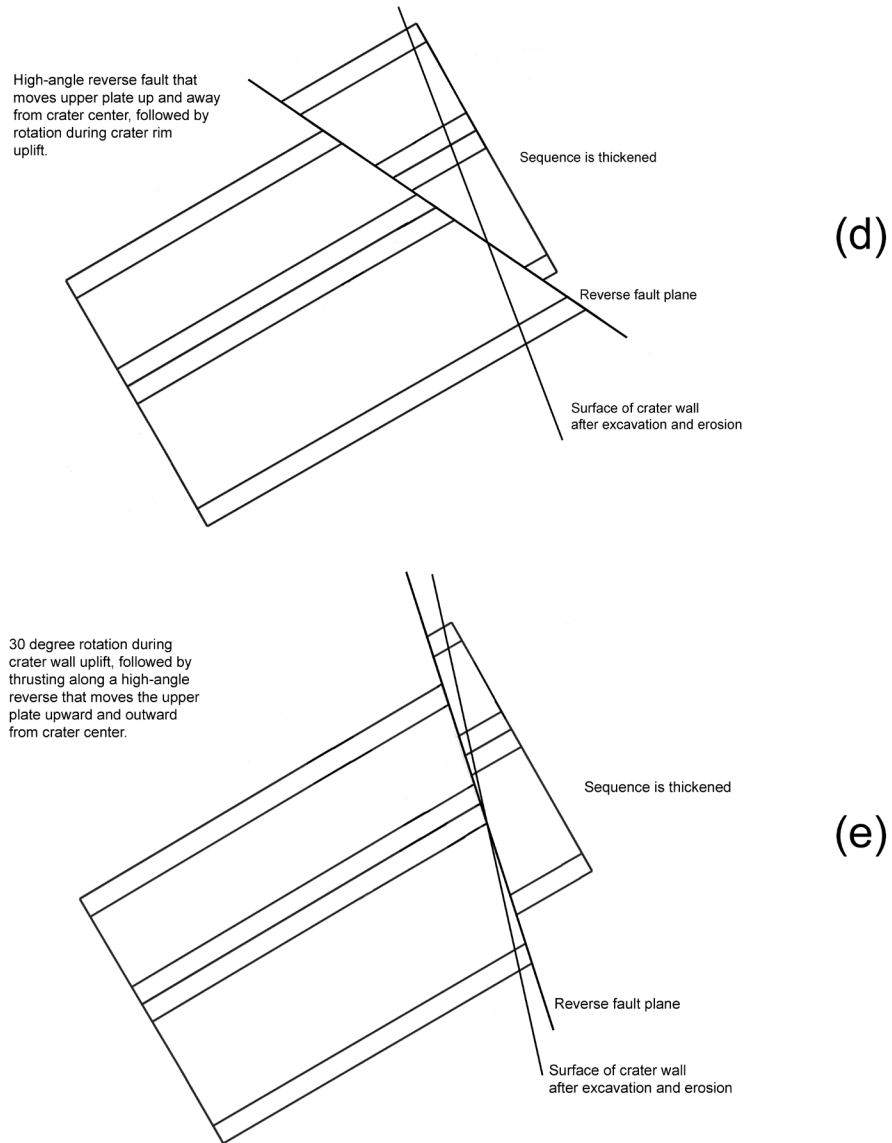 High-angle reverse fault that
moves upper plate up and away
from crater center, followed by
rotation during crater rim
uplift.
Sequence is thickened
(d)
Reverse fault plane
Surface of crater wall
after excavation and erosion
30 degree rotation during
crater wall uplift, followed by
thrusting along a high-angle
reverse that moves the upper
plate upward and outward
from crater center.
Sequence is thickened
(e)
Reverse fault plane
Surface of crater wall
after excavation and erosion